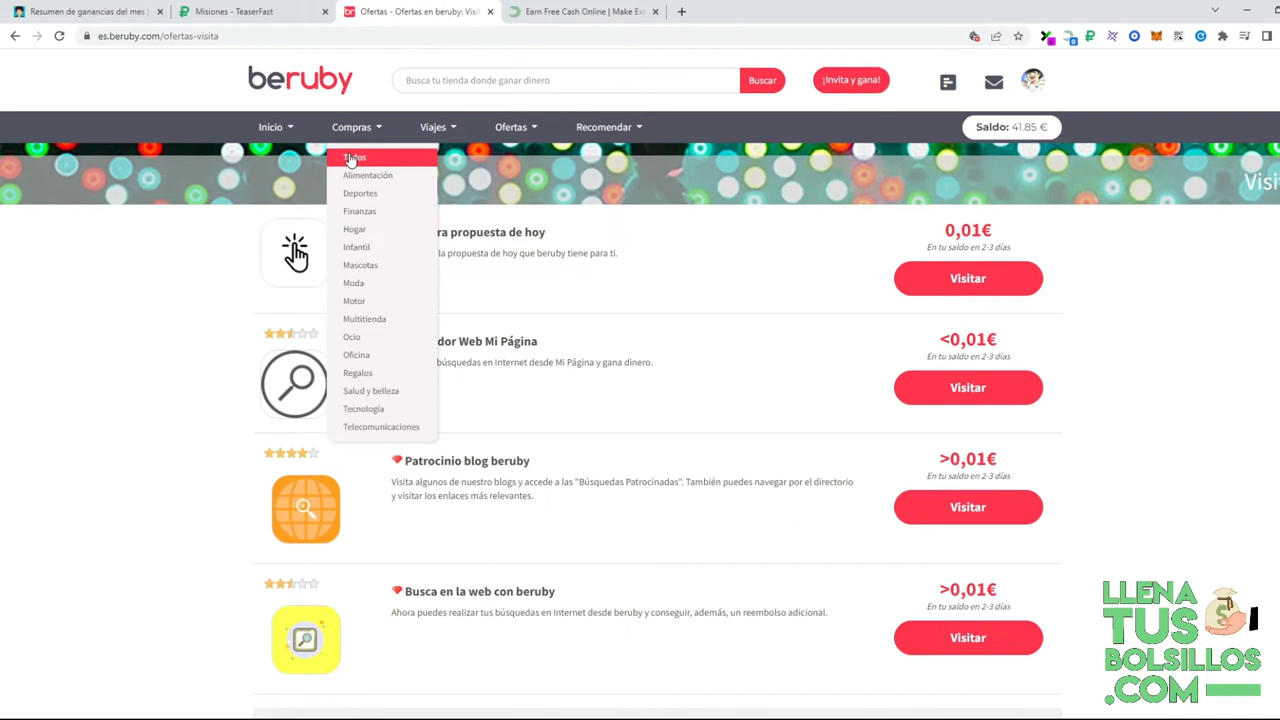 Resumen de ganancias del mes
Misiones - TeaserFast
Ofertas - Ofertas en beruby: Visi
Earn Free Cash Online | Make Ext
es.beruby.com/ofertas-visita
beruby
Busca tu tienda donde ganar dinero
Buscar
¡Invita y gana!
Inicio
Compras
Viajes
Ofertas
Recomendar
Saldo: 41.85 €
Alimentación
Deportes
Finanzas
Hogar
Infantil
Mascotas
Moda
Motor
Multitienda
Ocio
Oficina
Regalos
Salud y belleza
Tecnología
Telecomunicaciones
Visi
ra propuesta de hoy
la propuesta de hoy que beruby tiene para ti.
0,01€
En tu saldo en 2-3 días
Visitar
dor Web Mi Página
búsquedas en Internet desde Mi Página y gana dinero.
<0,01€
En tu saldo en 2-3 días
Visitar
Patrocinio blog beruby
Visita algunos de nuestro blogs y accede a las "Búsquedas Patrocinadas". También puedes navegar por el directorio
y visitar los enlaces más relevantes.
>0,01€
En tu saldo en 2-3 días
Visitar
Busca en la web con beruby
Ahora puedes realizar tus búsquedas en Internet desde beruby y conseguir, además, un reembolso adicional.
>0,01€
En tu saldo en 2-3 días
Visitar
LLENA
TUS
BOLSILLOS
.COM